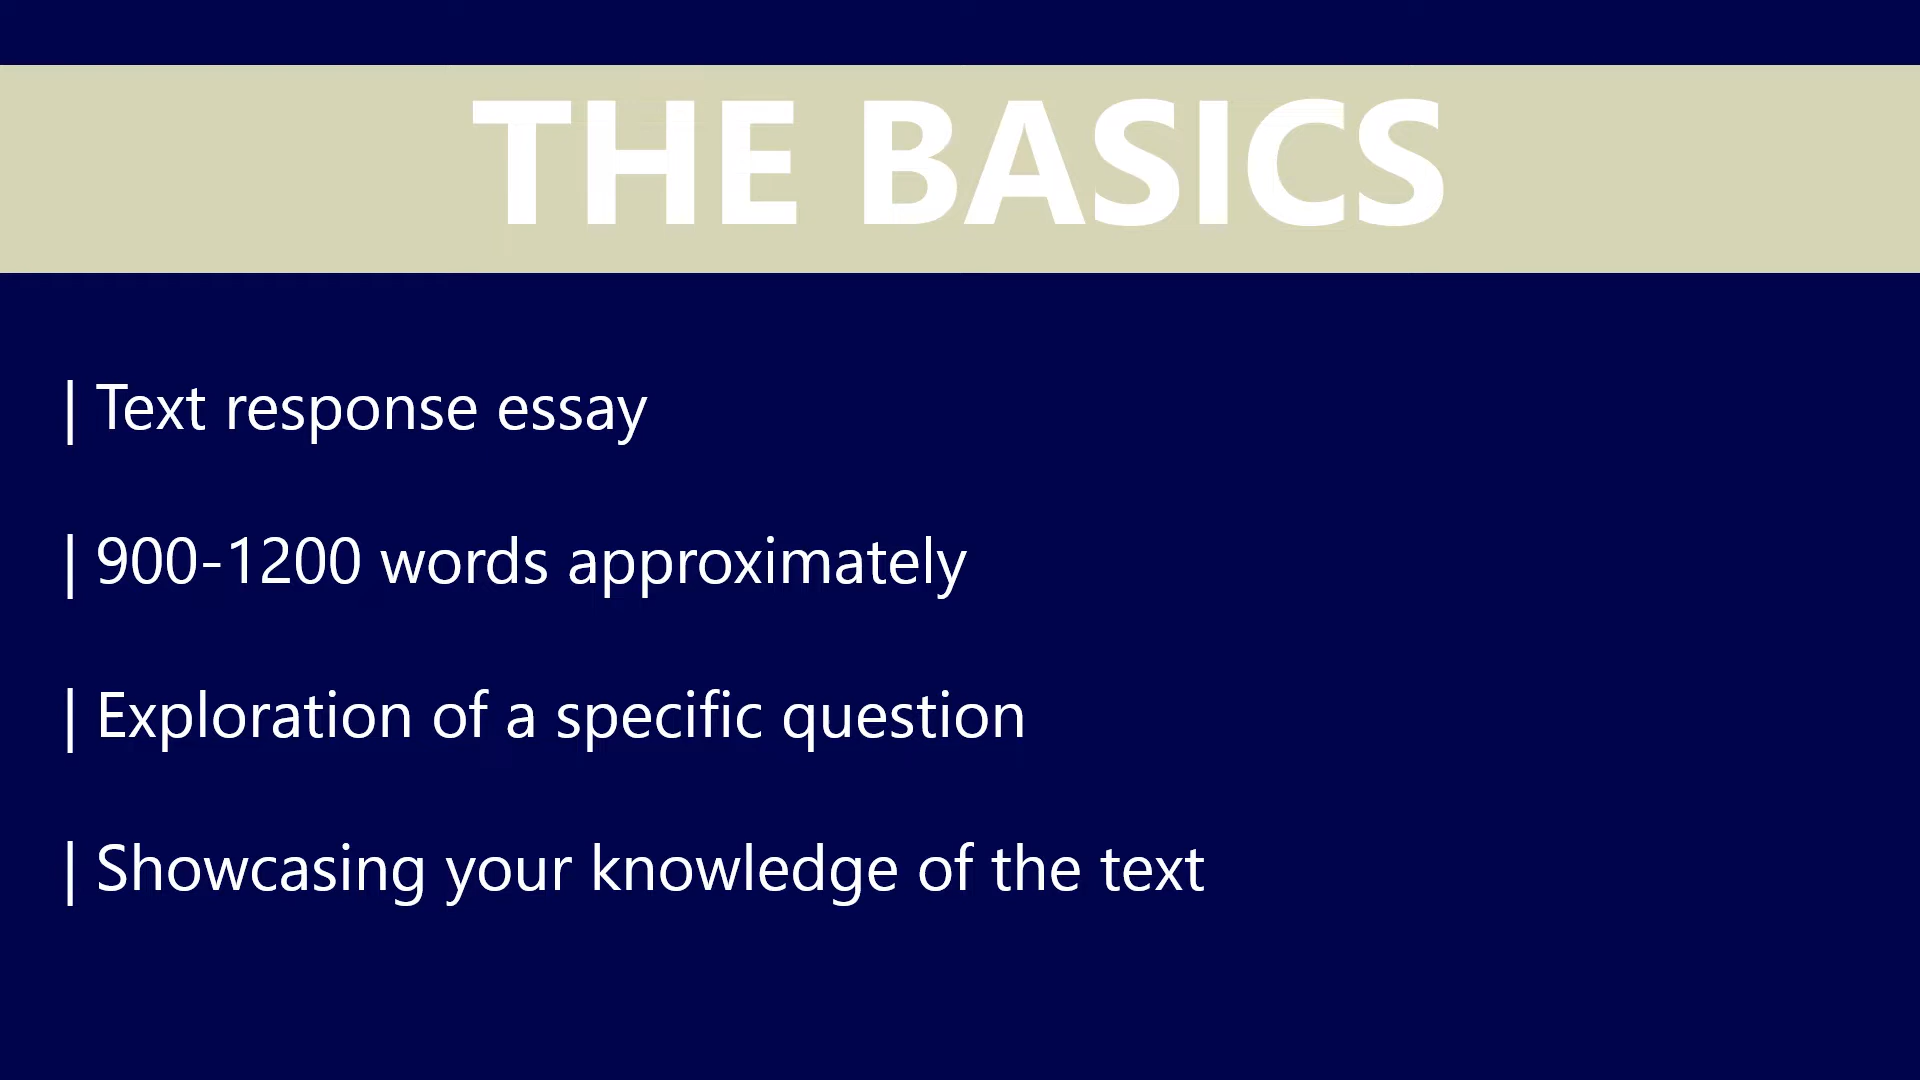 THE BASICS
| Text response essay
| 900-1200 words approximately
| Exploration of a specific question
| Showcasing your knowledge of the text